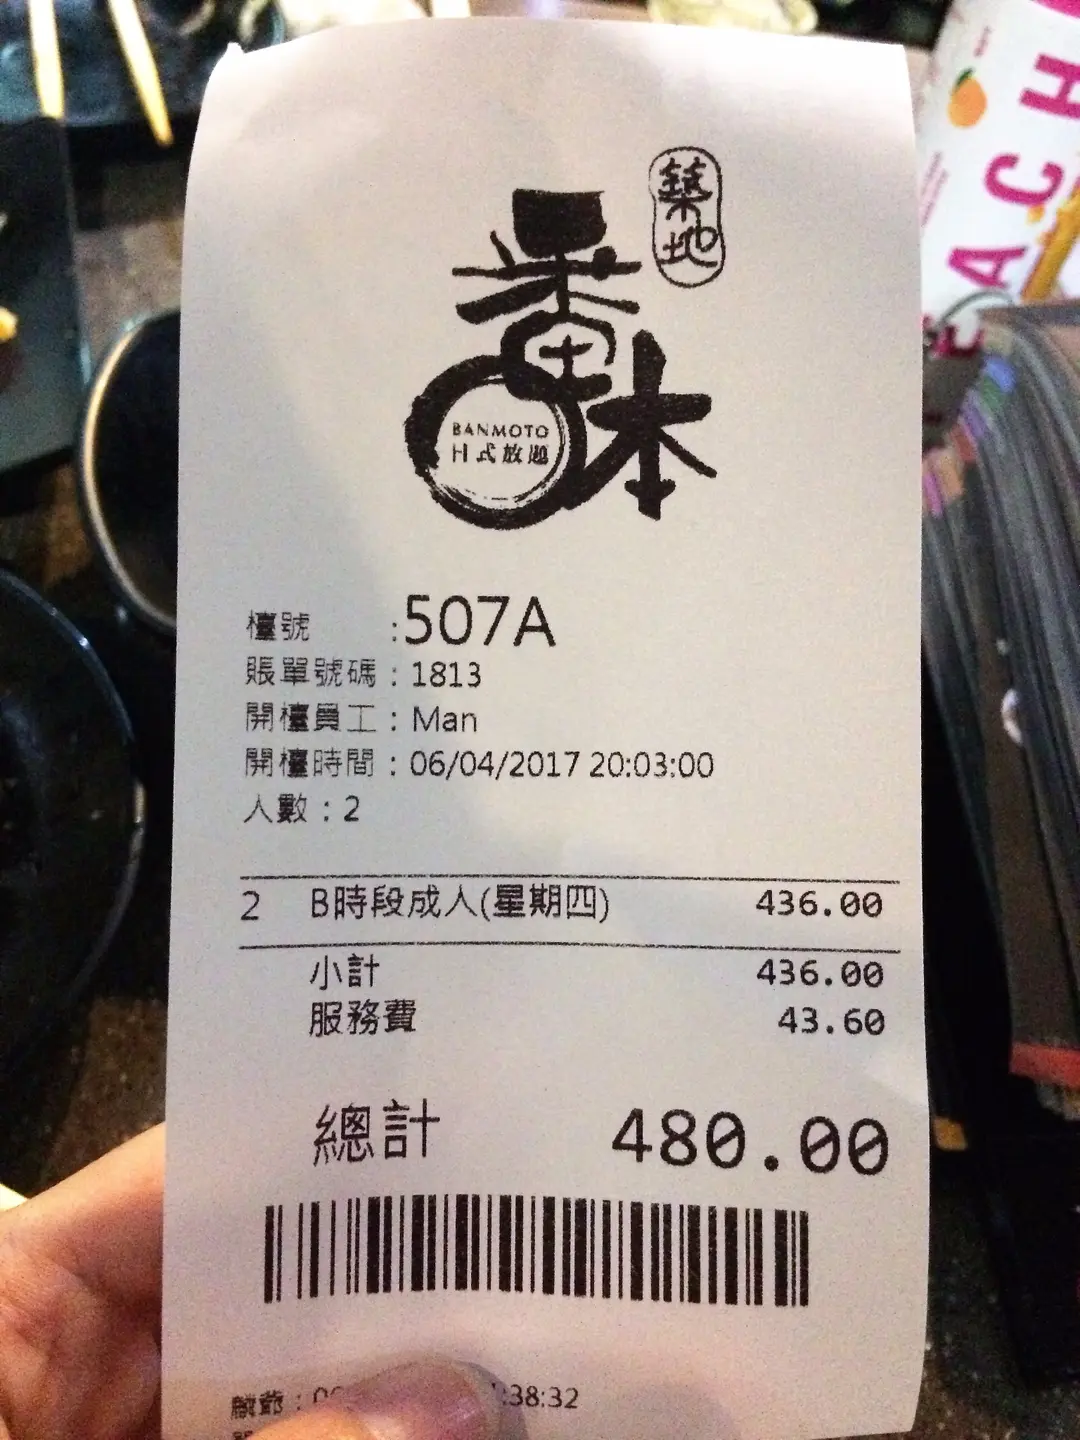 築地
番本
BANMOTO
日式放題
檯號 :507A
賬單號碼 : 1813
開檯員工 : Man
開檯時間 : 06/04/2017 20:03:00
人數 : 2
2 B時段成人(星期四) 436.00
小計 436.00
服務費 43.60
總計 480.00
:38:32
PEACH